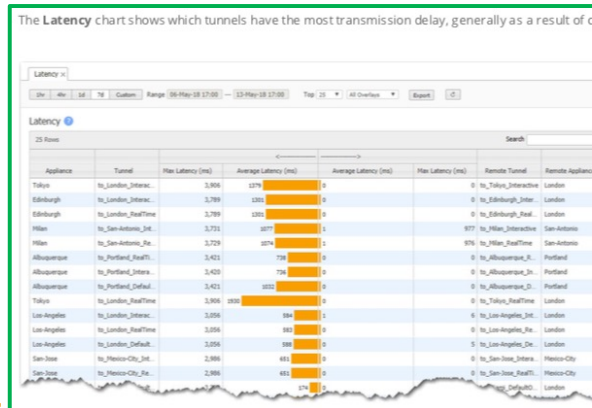 The Latency chart shows which tunnels have the most transmission delay, generally as a result of
Latency ×
1hr 4hr 1d 7d Custom Range 06-May-18 17:00 — 13-May-18 17:00 Top 25 All Overlays Export
Latency
25 Rows Search
Appliance Tunnel Max Latency (ms) Average Latency (ms) Average Latency (ms) Max Latency (ms) Remote Tunnel Remote Applianc
Tokyo to_London_Interac... 3,906 1379 0 0 to_Tokyo_Interactive London
Edinburgh to_London_Interac... 3,789 1301 0 0 to_Edinburgh_Inter... London
Edinburgh to_London_RealTime 3,789 1301 0 0 to_Edinburgh_Real... London
Milan to_San-Antonio_Int... 3,731 1077 1 977 to_Milan_Interactive San-Antonio
Milan to_San-Antonio_Re... 3,729 1074 1 976 to_Milan_RealTime San-Antonio
Albuquerque to_Portland_RealTi... 3,421 738 0 0 to_Albuquerque_R... Portland
Albuquerque to_Portland_Intera... 3,420 736 0 0 to_Albuquerque_In... Portland
Albuquerque to_Portland_Defaul... 3,421 1032 0 0 to_Albuquerque_D... Portland
Tokyo to_London_RealTime 3,906 1930 0 0 to_Tokyo_RealTime London
Los-Angeles to_London_Interac... 3,056 584 1 6 to_Los-Angeles_Int... London
Los-Angeles to_London_RealTime 3,056 583 0 0 to_Los-Angeles_Re... London
Los-Angeles to_London_Default... 3,056 588 0 5 to_Los-Angeles_De... London
San-Jose to_Mexico-City_Int... 2,986 651 0 0 to_San-Jose_Intera... Mexico-City
San-Jose to_Mexico-City_Re... 2,986 651 0 0 to_San-Jose_RealTi... Mexico-City
174 0 London